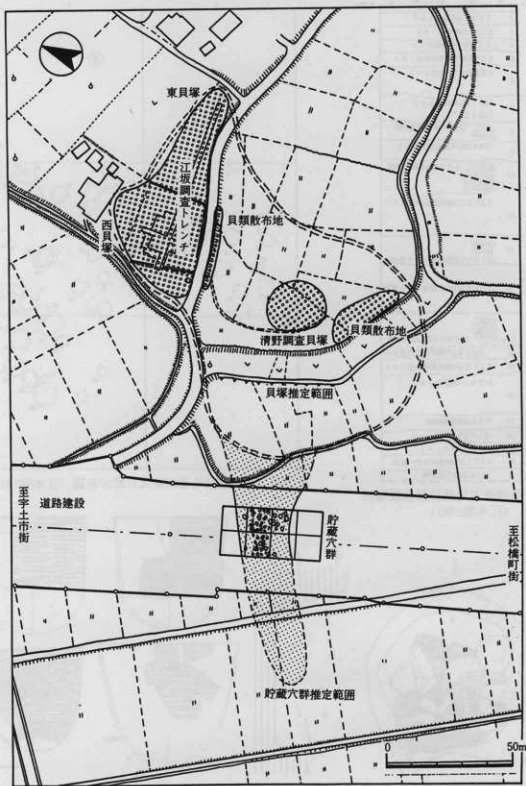 東貝塚
江坂調査トレンチ
西貝塚
貝類散布地
清野調査貝塚
貝類散布地
貝塚推定範囲
至宇土市街
道路建設
貯蔵穴群
至松橋町街
貯蔵穴群推定範囲
0 50m